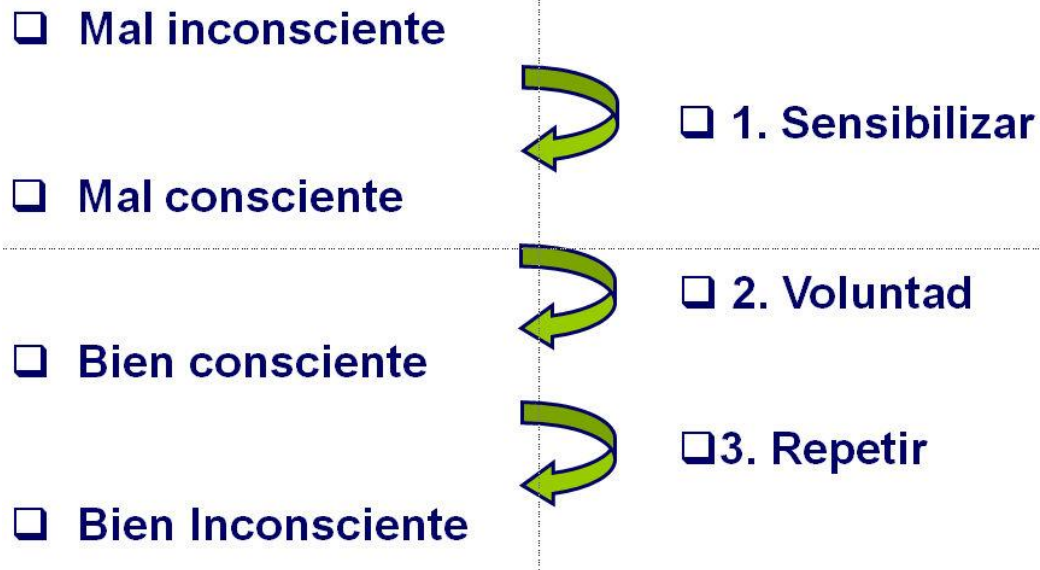 ❑ Mal inconsciente
❑ 1. Sensibilizar
❑ Mal consciente
❑ 2. Voluntad
❑ Bien consciente
❑3. Repetir
❑ Bien Inconsciente